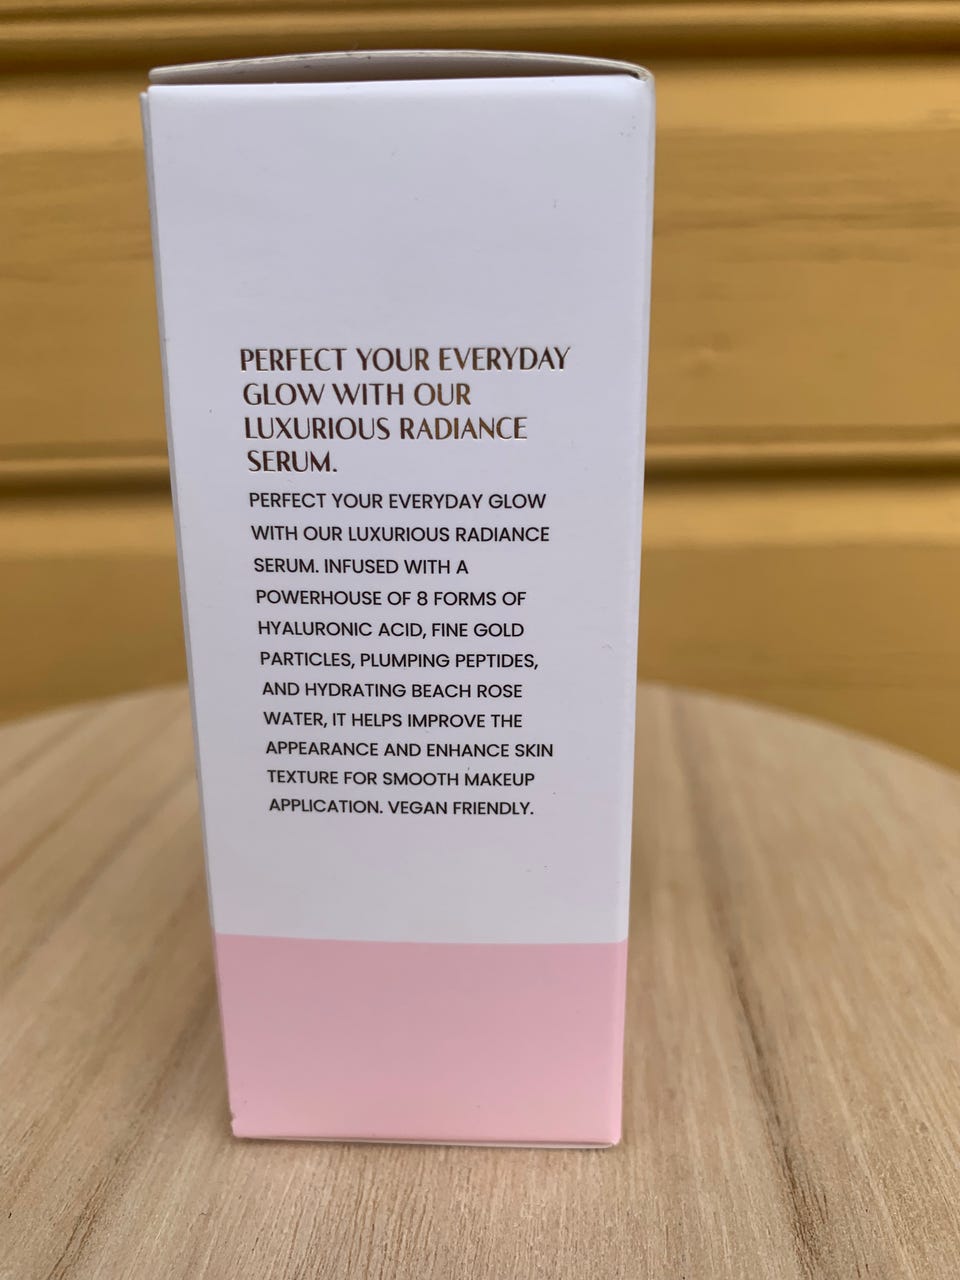 PERFECT YOUR EVERYDAY
GLOW WITH OUR
LUXURIOUS RADIANCE
SERUM.
PERFECT YOUR EVERYDAY GLOW
WITH OUR LUXURIOUS RADIANCE
SERUM. INFUSED WITH A
POWERHOUSE OF 8 FORMS OF
HYALURONIC ACID, FINE GOLD
PARTICLES, PLUMPING PEPTIDES,
AND HYDRATING BEACH ROSE
WATER, IT HELPS IMPROVE THE
APPEARANCE AND ENHANCE SKIN
TEXTURE FOR SMOOTH MAKEUP
APPLICATION. VEGAN FRIENDLY.